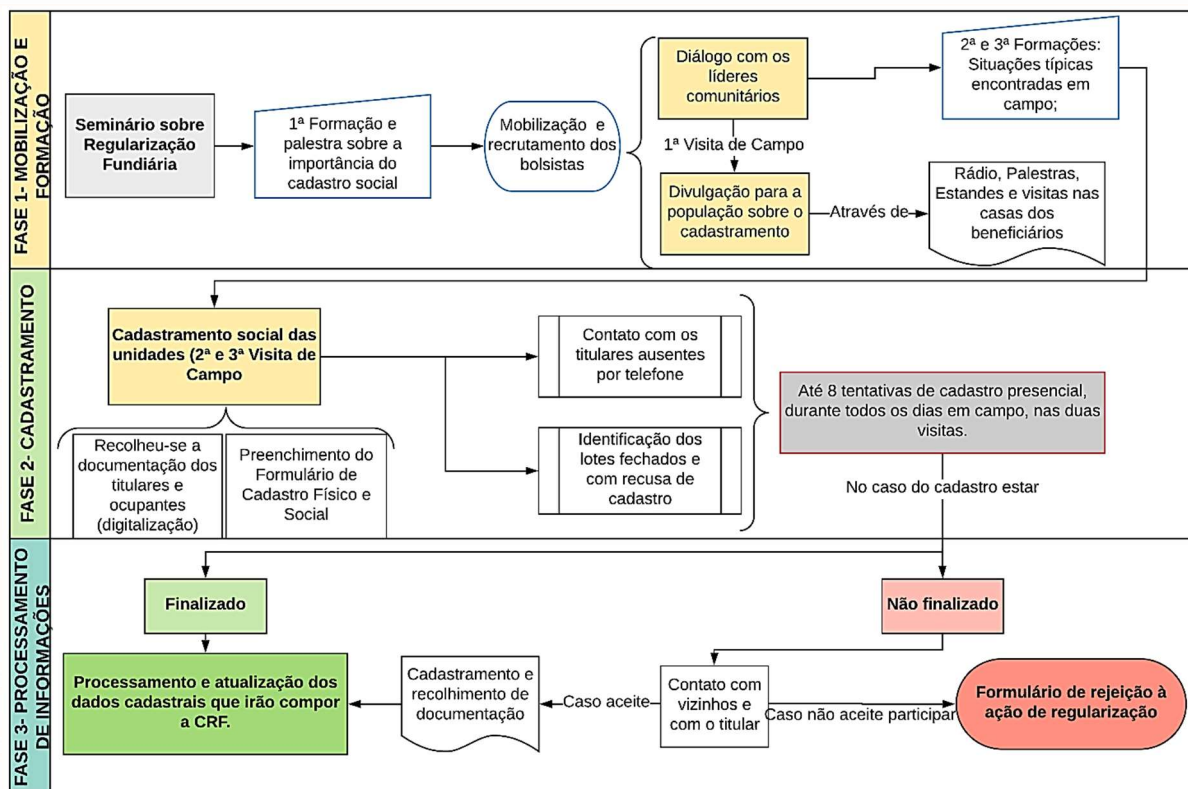 FASE 1- MOBILIZAÇÃO E
FORMAÇÃO
Seminário sobre
Regularização
Fundiária
1ª Formação e
palestra sobre a
importância do
cadastro social
Mobilização e
recrutamento dos
bolsistas
Diálogo com os
líderes
comunitários
1ª Visita de Campo
Divulgação para a
população sobre o
cadastramento
2ª e 3ª Formações:
Situações típicas
encontradas em
campo;
Através de
Rádio, Palestras,
Estandes e visitas nas
casas dos
beneficiários
FASE 2- CADASTRAMENTO
Cadastramento social das
unidades (2ª e 3ª Visita de
Campo
Recolheu-se a
documentação dos
titulares e
ocupantes
(digitalização)
Preenchimento do
Formulário de
Cadastro Físico e
Social
Contato com os
titulares ausentes
por telefone
Identificação dos
lotes fechados e
com recusa de
cadastro
Até 8 tentativas de cadastro presencial,
durante todos os dias em campo, nas duas
visitas.
No caso do cadastro estar
FASE 3- PROCESSAMENTO
DE INFORMAÇÕES
Finalizado
Não finalizado
Processamento e atualização dos
dados cadastrais que irão compor
a CRF.
Cadastramento e
recolhimento de
documentação
Caso aceite
Contato com
vizinhos e
com o titular
Caso não aceite participar
Formulário de rejeição à
ação de regularização